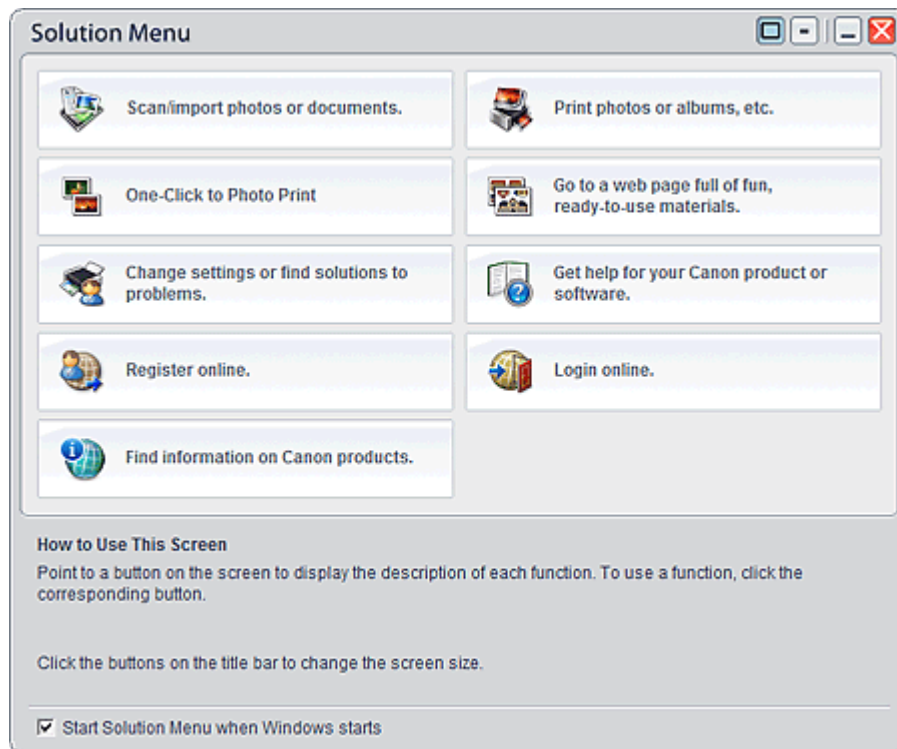 Solution Menu
Scan/import photos or documents.
Print photos or albums, etc.
One-Click to Photo Print
Go to a web page full of fun,
ready-to-use materials.
Change settings or find solutions to
problems.
Get help for your Canon product or
software.
Register online.
Login online.
Find information on Canon products.
How to Use This Screen
Point to a button on the screen to display the description of each function. To use a function, click the
corresponding button.
Click the buttons on the title bar to change the screen size.
Start Solution Menu when Windows starts